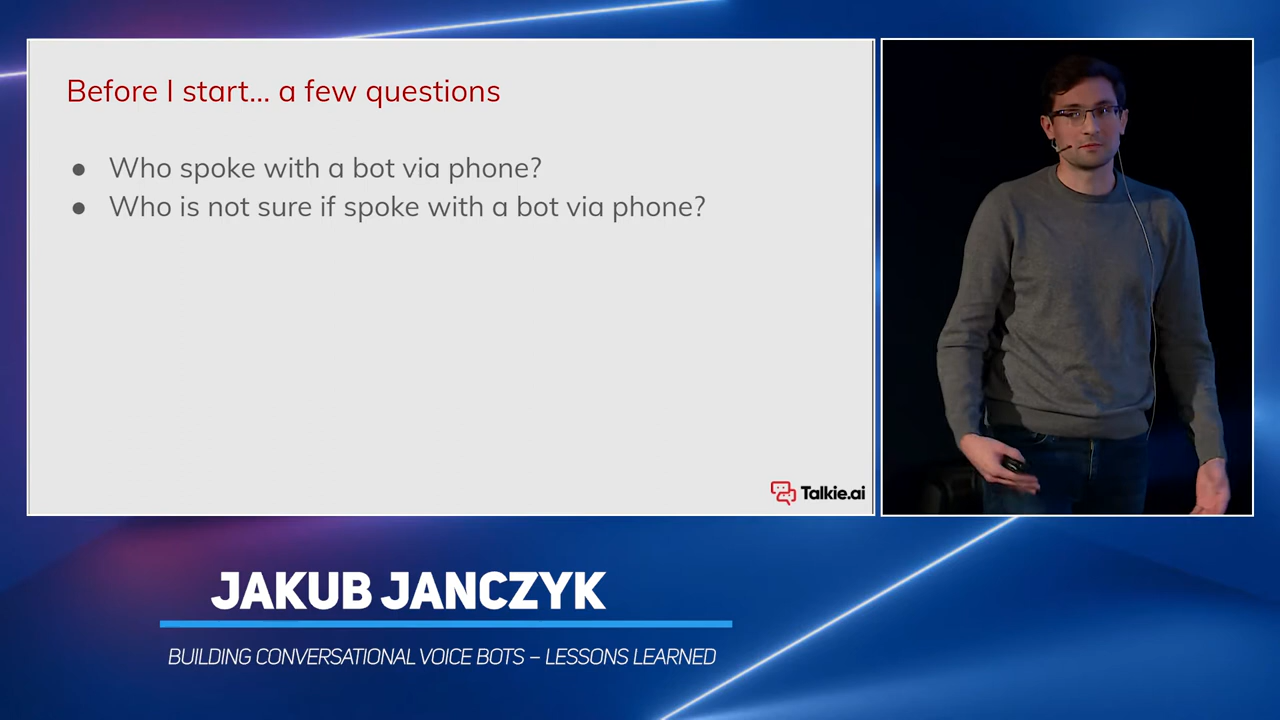 Before I start... a few questions
● Who spoke with a bot via phone?
● Who is not sure if spoke with a bot via phone?
Talkie.ai
JAKUB JANCZYK
BUILDING CONVERSATIONAL VOICE BOTS – LESSONS LEARNED